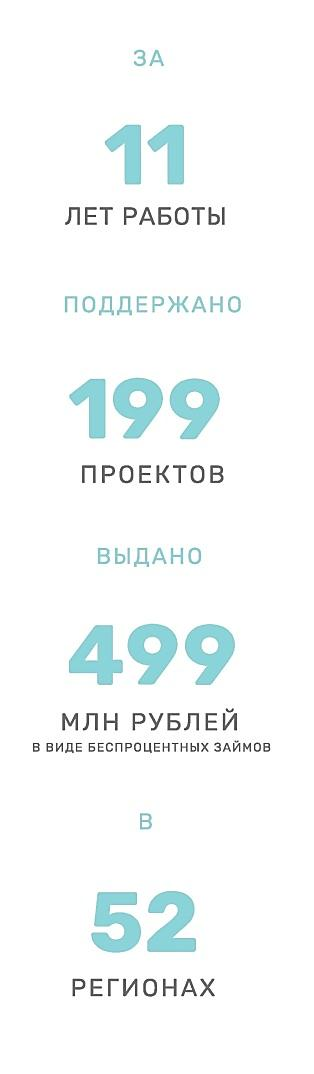 ЗА
11
ЛЕТ РАБОТЫ
ПОДДЕРЖАНО
199
ПРОЕКТОВ
ВЫДАНО
499
МЛН РУБЛЕЙ
В ВИДЕ БЕСПРОЦЕНТНЫХ ЗАЙМОВ
В
52
РЕГИОНАХ